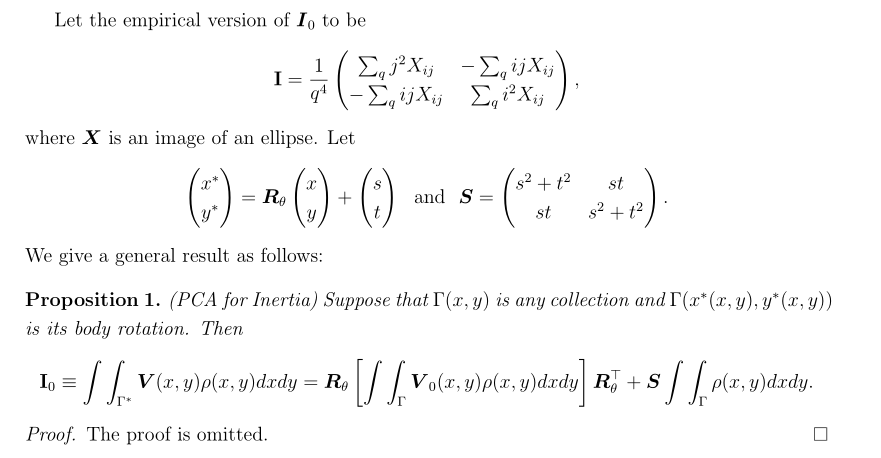 Let the empirical version of $\boldsymbol{I}_0$ to be
$$\mathbf{I} = \frac{1}{q^4} \begin{pmatrix} \sum_q j^2 X_{ij} & -\sum_q ij X_{ij} \\ -\sum_q ij X_{ij} & \sum_q i^2 X_{ij} \end{pmatrix},$$
where $\boldsymbol{X}$ is an image of an ellipse. Let
$$\begin{pmatrix} x^* \\ y^* \end{pmatrix} = \boldsymbol{R}_\theta \begin{pmatrix} x \\ y \end{pmatrix} + \begin{pmatrix} s \\ t \end{pmatrix} \text{ and } \boldsymbol{S} = \begin{pmatrix} s^2 + t^2 & st \\ st & s^2 + t^2 \end{pmatrix}.$$
We give a general result as follows:
Proposition 1. (PCA for Inertia) Suppose that $\Gamma(x, y)$ is any collection and $\Gamma(x^*(x, y), y^*(x, y))$
is its body rotation. Then
$$\mathbf{I}_0 \equiv \int \int_{\Gamma^*} \boldsymbol{V}(x, y)\rho(x, y)dxdy = \boldsymbol{R}_\theta \left[ \int \int_{\Gamma} \boldsymbol{V}_0(x, y)\rho(x, y)dxdy \right] \mathbf{R}_\theta^\top + \boldsymbol{S} \int \int_{\Gamma} \rho(x, y)dxdy.$$
Proof. The proof is omitted. □